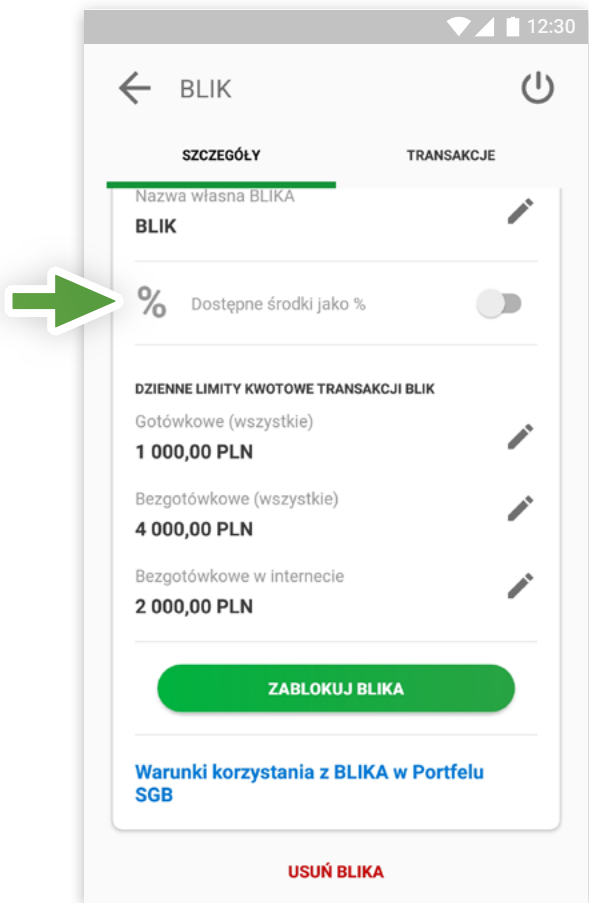 12:30
BLIK
SZCZEGÓŁY TRANSAKCJE
Nazwa własna BLIKA
BLIK
% Dostępne środki jako %
DZIENNE LIMITY KWOTOWE TRANSAKCJI BLIK
Gotówkowe (wszystkie)
1 000,00 PLN
Bezgotówkowe (wszystkie)
4 000,00 PLN
Bezgotówkowe w internecie
2 000,00 PLN
ZABLOKUJ BLIKA
Warunki korzystania z BLIKA w Portfelu
SGB
USUŃ BLIKA